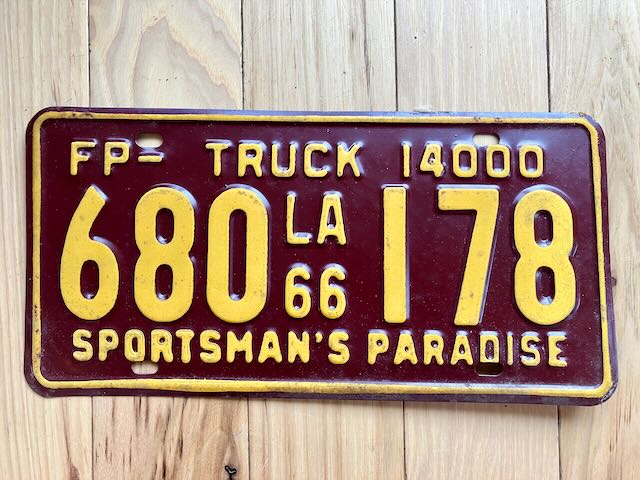 FP- TRUCK 14000
680 LA 66 178
SPORTSMAN'S PARADISE